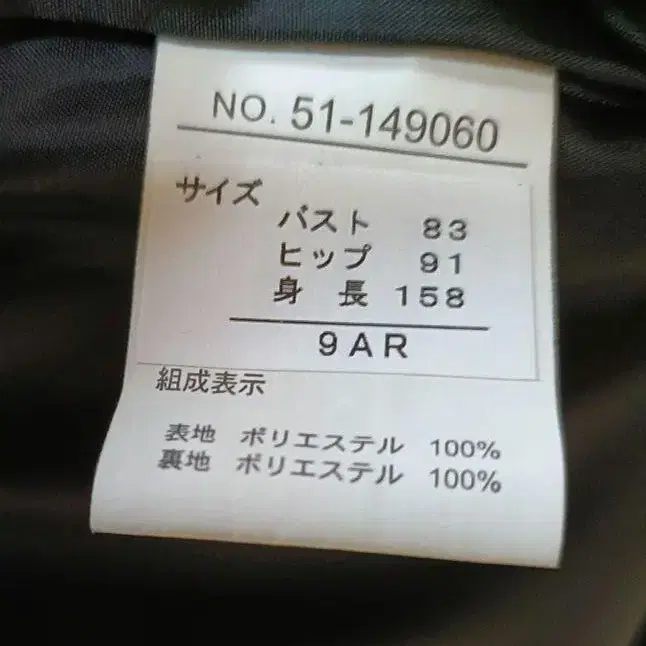 NO. 51-149060
サイズ
バスト 83
ヒップ 91
身 長 158
9AR
組成表示
表地 ポリエステル 100%
裏地 ポリエステル 100%